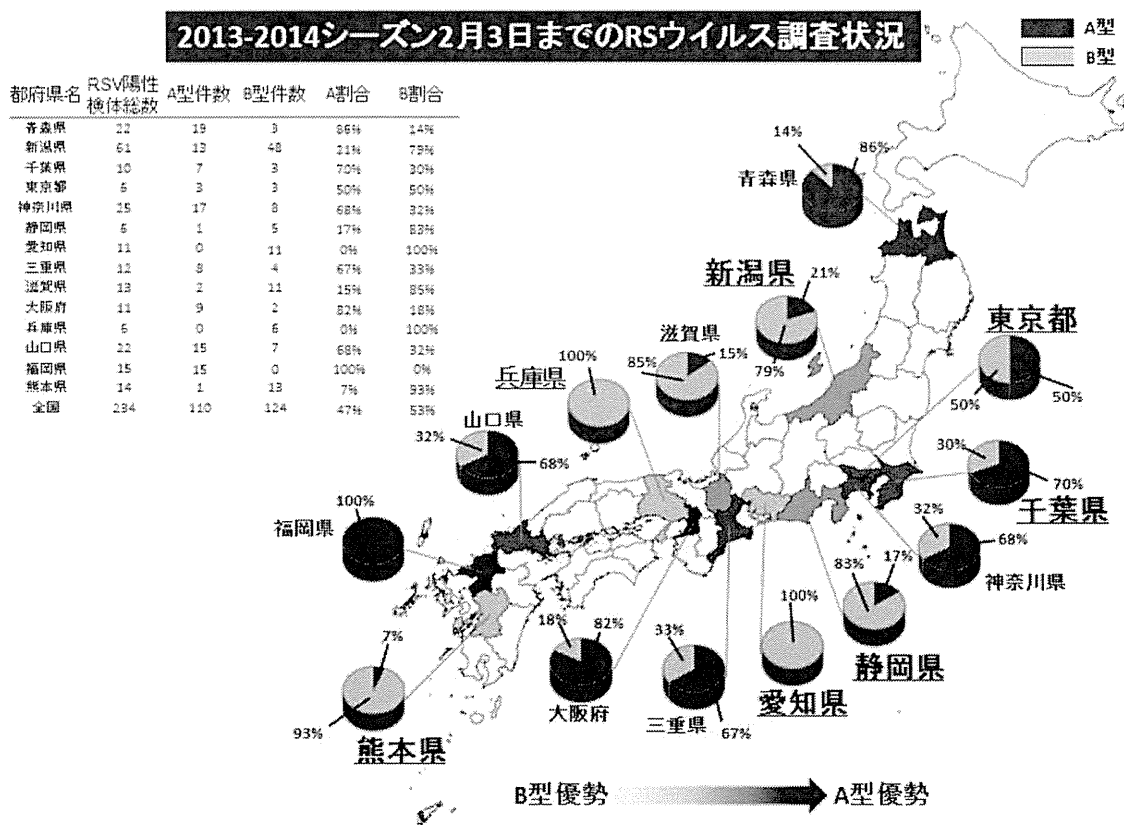 2013-2014シーズン2月3日までのRSウイルス調査状況
A型
B型
都府県名 RSV陽性検体総数 A型件数 B型件数 A割合 B割合
青森県 22 19 3 86% 14%
新潟県 61 13 48 21% 79%
千葉県 10 7 3 70% 30%
東京都 6 3 3 50% 50%
神奈川県 25 17 8 68% 32%
静岡県 6 1 5 17% 83%
愛知県 11 0 11 0% 100%
三重県 12 8 4 67% 33%
滋賀県 13 2 11 15% 85%
大阪府 11 9 2 82% 18%
兵庫県 6 0 6 0% 100%
山口県 22 15 7 68% 32%
福岡県 15 15 0 100% 0%
熊本県 14 1 13 7% 93%
全国 234 110 124 47% 53%
14%
86%
青森県
新潟県
21%
79%
滋賀県
85%
15%
東京都
50%
50%
兵庫県
100%
山口県
32%
68%
30%
70%
千葉県
福岡県
100%
32%
68%
神奈川県
83%
17%
静岡県
100%
愛知県
33%
67%
三重県
18%
82%
大阪府
7%
93%
熊本県
B型優勢
A型優勢